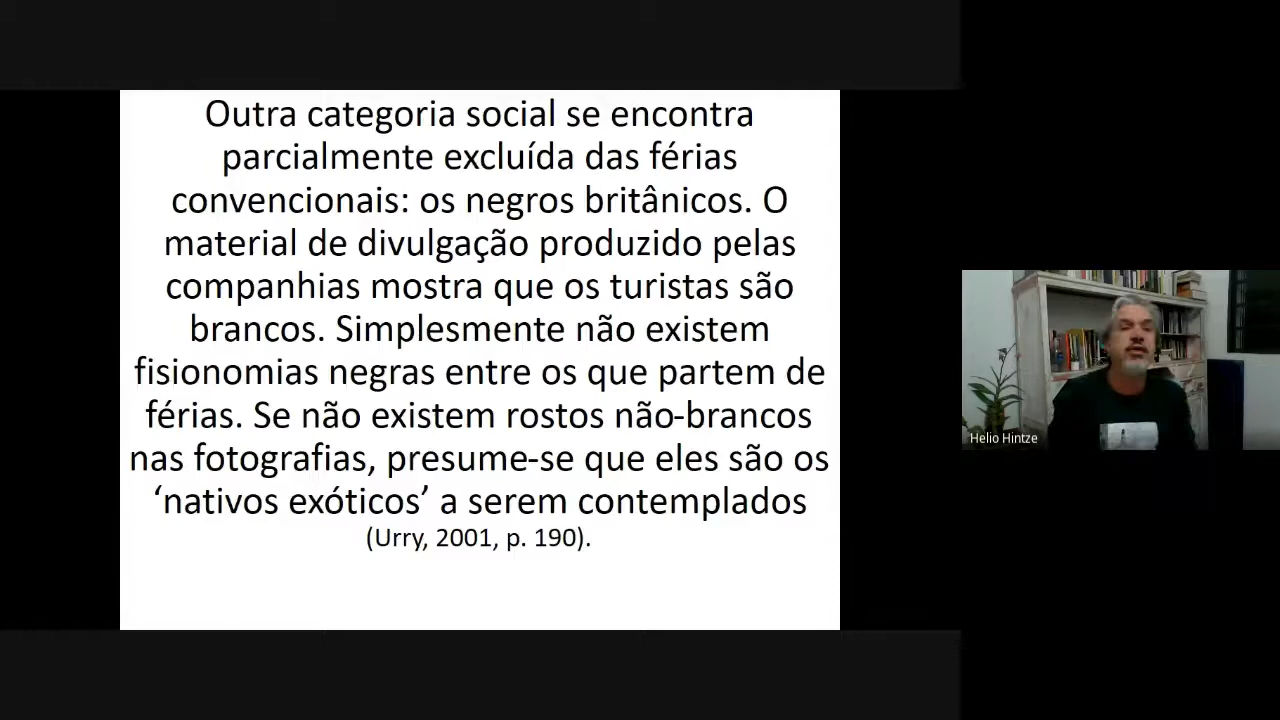 Outra categoria social se encontra
parcialmente excluída das férias
convencionais: os negros britânicos. O
material de divulgação produzido pelas
companhias mostra que os turistas são
brancos. Simplesmente não existem
fisionomias negras entre os que partem de
férias. Se não existem rostos não-brancos
nas fotografias, presume-se que eles são os
‘nativos exóticos’ a serem contemplados
(Urry, 2001, p. 190).
Helio Hintze